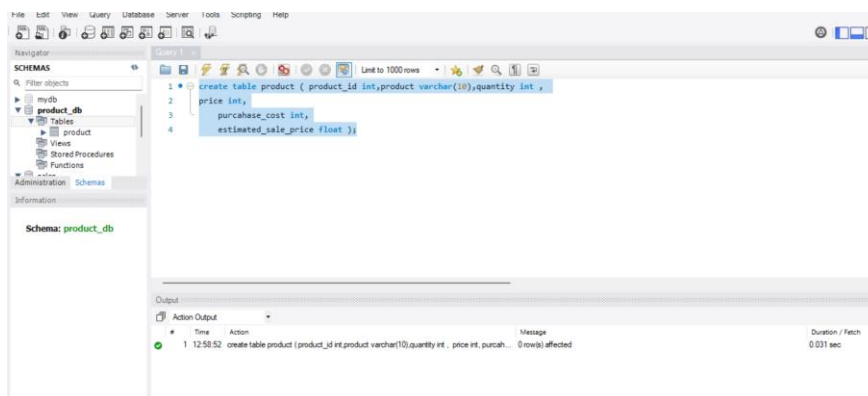 File Edit View Query Database Server Tools Scripting Help
Navigator
Query 1 ×
SCHEMAS
Filter objects
Limit to 1000 rows
mydb
product_db
Tables
product
Views
Stored Procedures
Functions
Administration Schemas
Information
Schema: product_db
1 create table product ( product_id int,product varchar(10),quantity int ,
2 price int,
3 purcahase_cost int,
4 estimated_sale_price float );
Output
Action Output
# Time Action Message Duration / Fetch
1 12:58:52 create table product ( product_id int,product varchar(10),quantity int , price int, purcah... 0 row(s) affected 0.031 sec